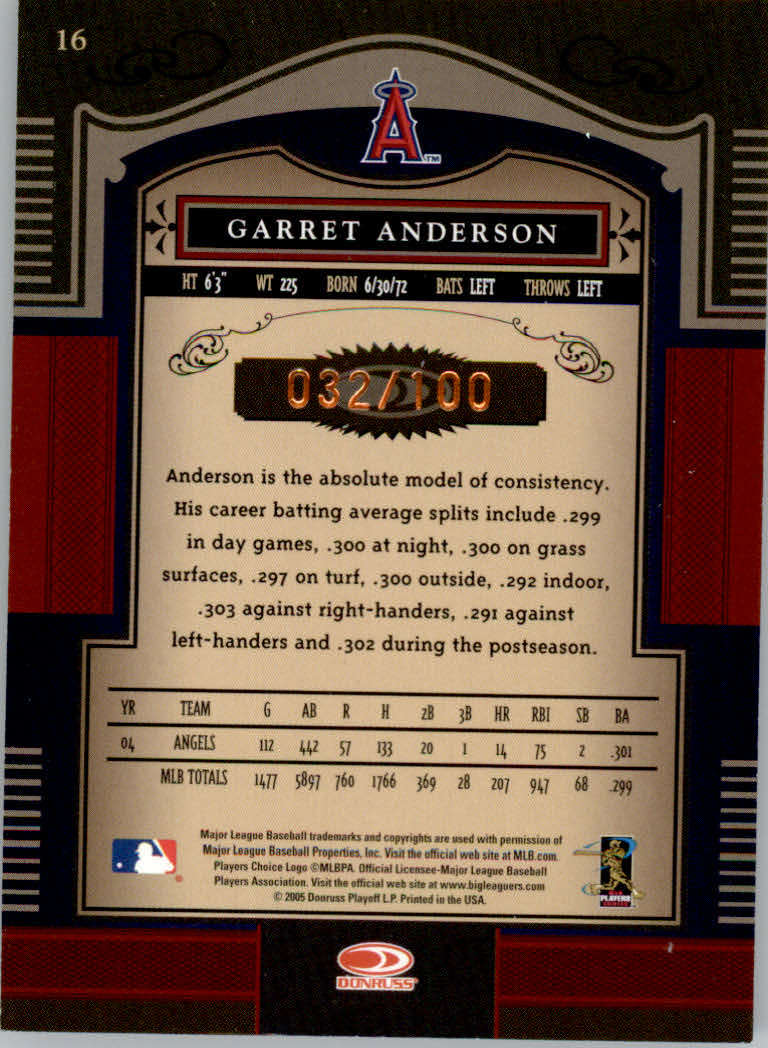 16
A TM
GARRET ANDERSON
HT 6'3" WT 225 BORN 6/30/72 BATS LEFT THROWS LEFT
032/100
Anderson is the absolute model of consistency.
His career batting average splits include .299
in day games, .300 at night, .300 on grass
surfaces, .297 on turf, .300 outside, .292 indoor,
.303 against right-handers, .291 against
left-handers and .302 during the postseason.
YR TEAM G AB R H 2B 3B HR RBI SB BA
04 ANGELS 112 442 57 133 20 1 14 75 2 .301
MLB TOTALS 1477 5897 760 1766 369 28 207 947 68 .299
Major League Baseball trademarks and copyrights are used with permission of
Major League Baseball Properties, Inc. Visit the official web site at MLB.com.
Players Choice Logo ©MLBPA. Official Licensee-Major League Baseball
Players Association. Visit the official web site at www.bigleaguers.com
© 2005 Donruss Playoff L.P. Printed in the USA.
PLAYERS
CHOICE
DONRUSS